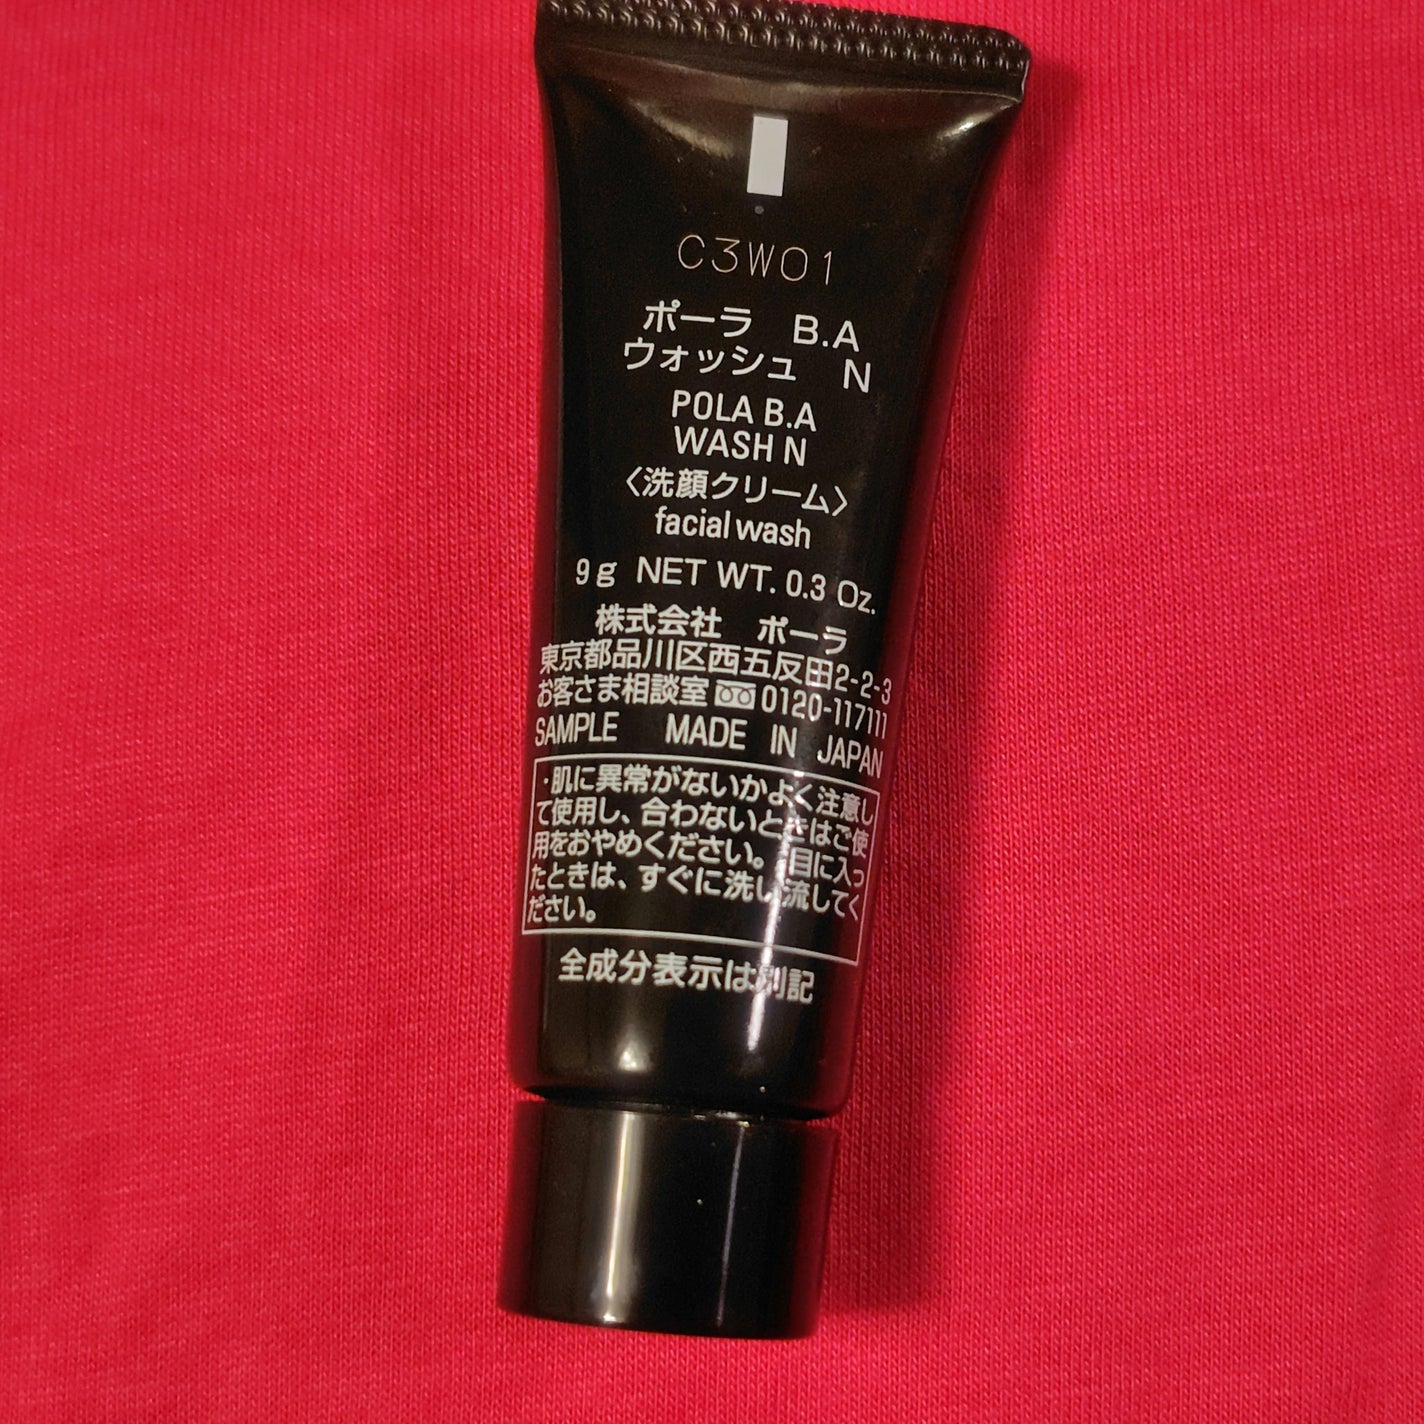 C3W01
ポーラ B.A
ウォッシュ N
POLA B.A
WASH N
〈洗顔クリーム〉
facial wash
9g NET WT. 0.3 Oz.
株式会社 ポーラ
東京都品川区西五反田2-2-3
お客さま相談室 0120-117111
SAMPLE MADE IN JAPAN
・肌に異常がないかよく注意し
て使用し、合わないときはご使
用をおやめください。・目に入っ
たときは、すぐに洗い流してく
ださい。
全成分表示は別記